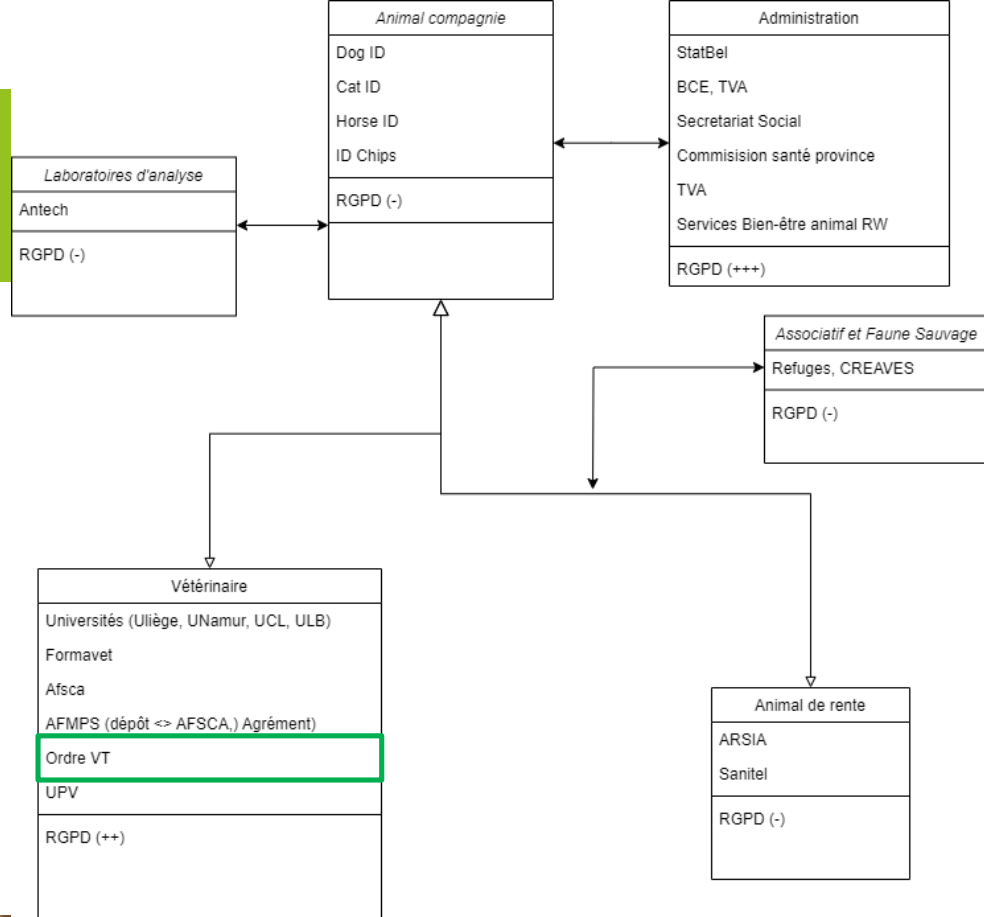 Animal compagnie
Dog ID
Cat ID
Horse ID
ID Chips
RGPD (-)
Administration
StatBel
BCE, TVA
Secretariat Social
Commisision santé province
TVA
Services Bien-être animal RW
RGPD (+++)
Laboratoires d'analyse
Antech
RGPD (-)
Associatif et Faune Sauvage
Refuges, CREAVES
RGPD (-)
Vétérinaire
Universités (Uliège, UNamur, UCL, ULB)
Formavet
Afsca
AFMPS (dépôt <> AFSCA,) Agrément)
Ordre VT
UPV
RGPD (++)
Animal de rente
ARSIA
Sanitel
RGPD (-)